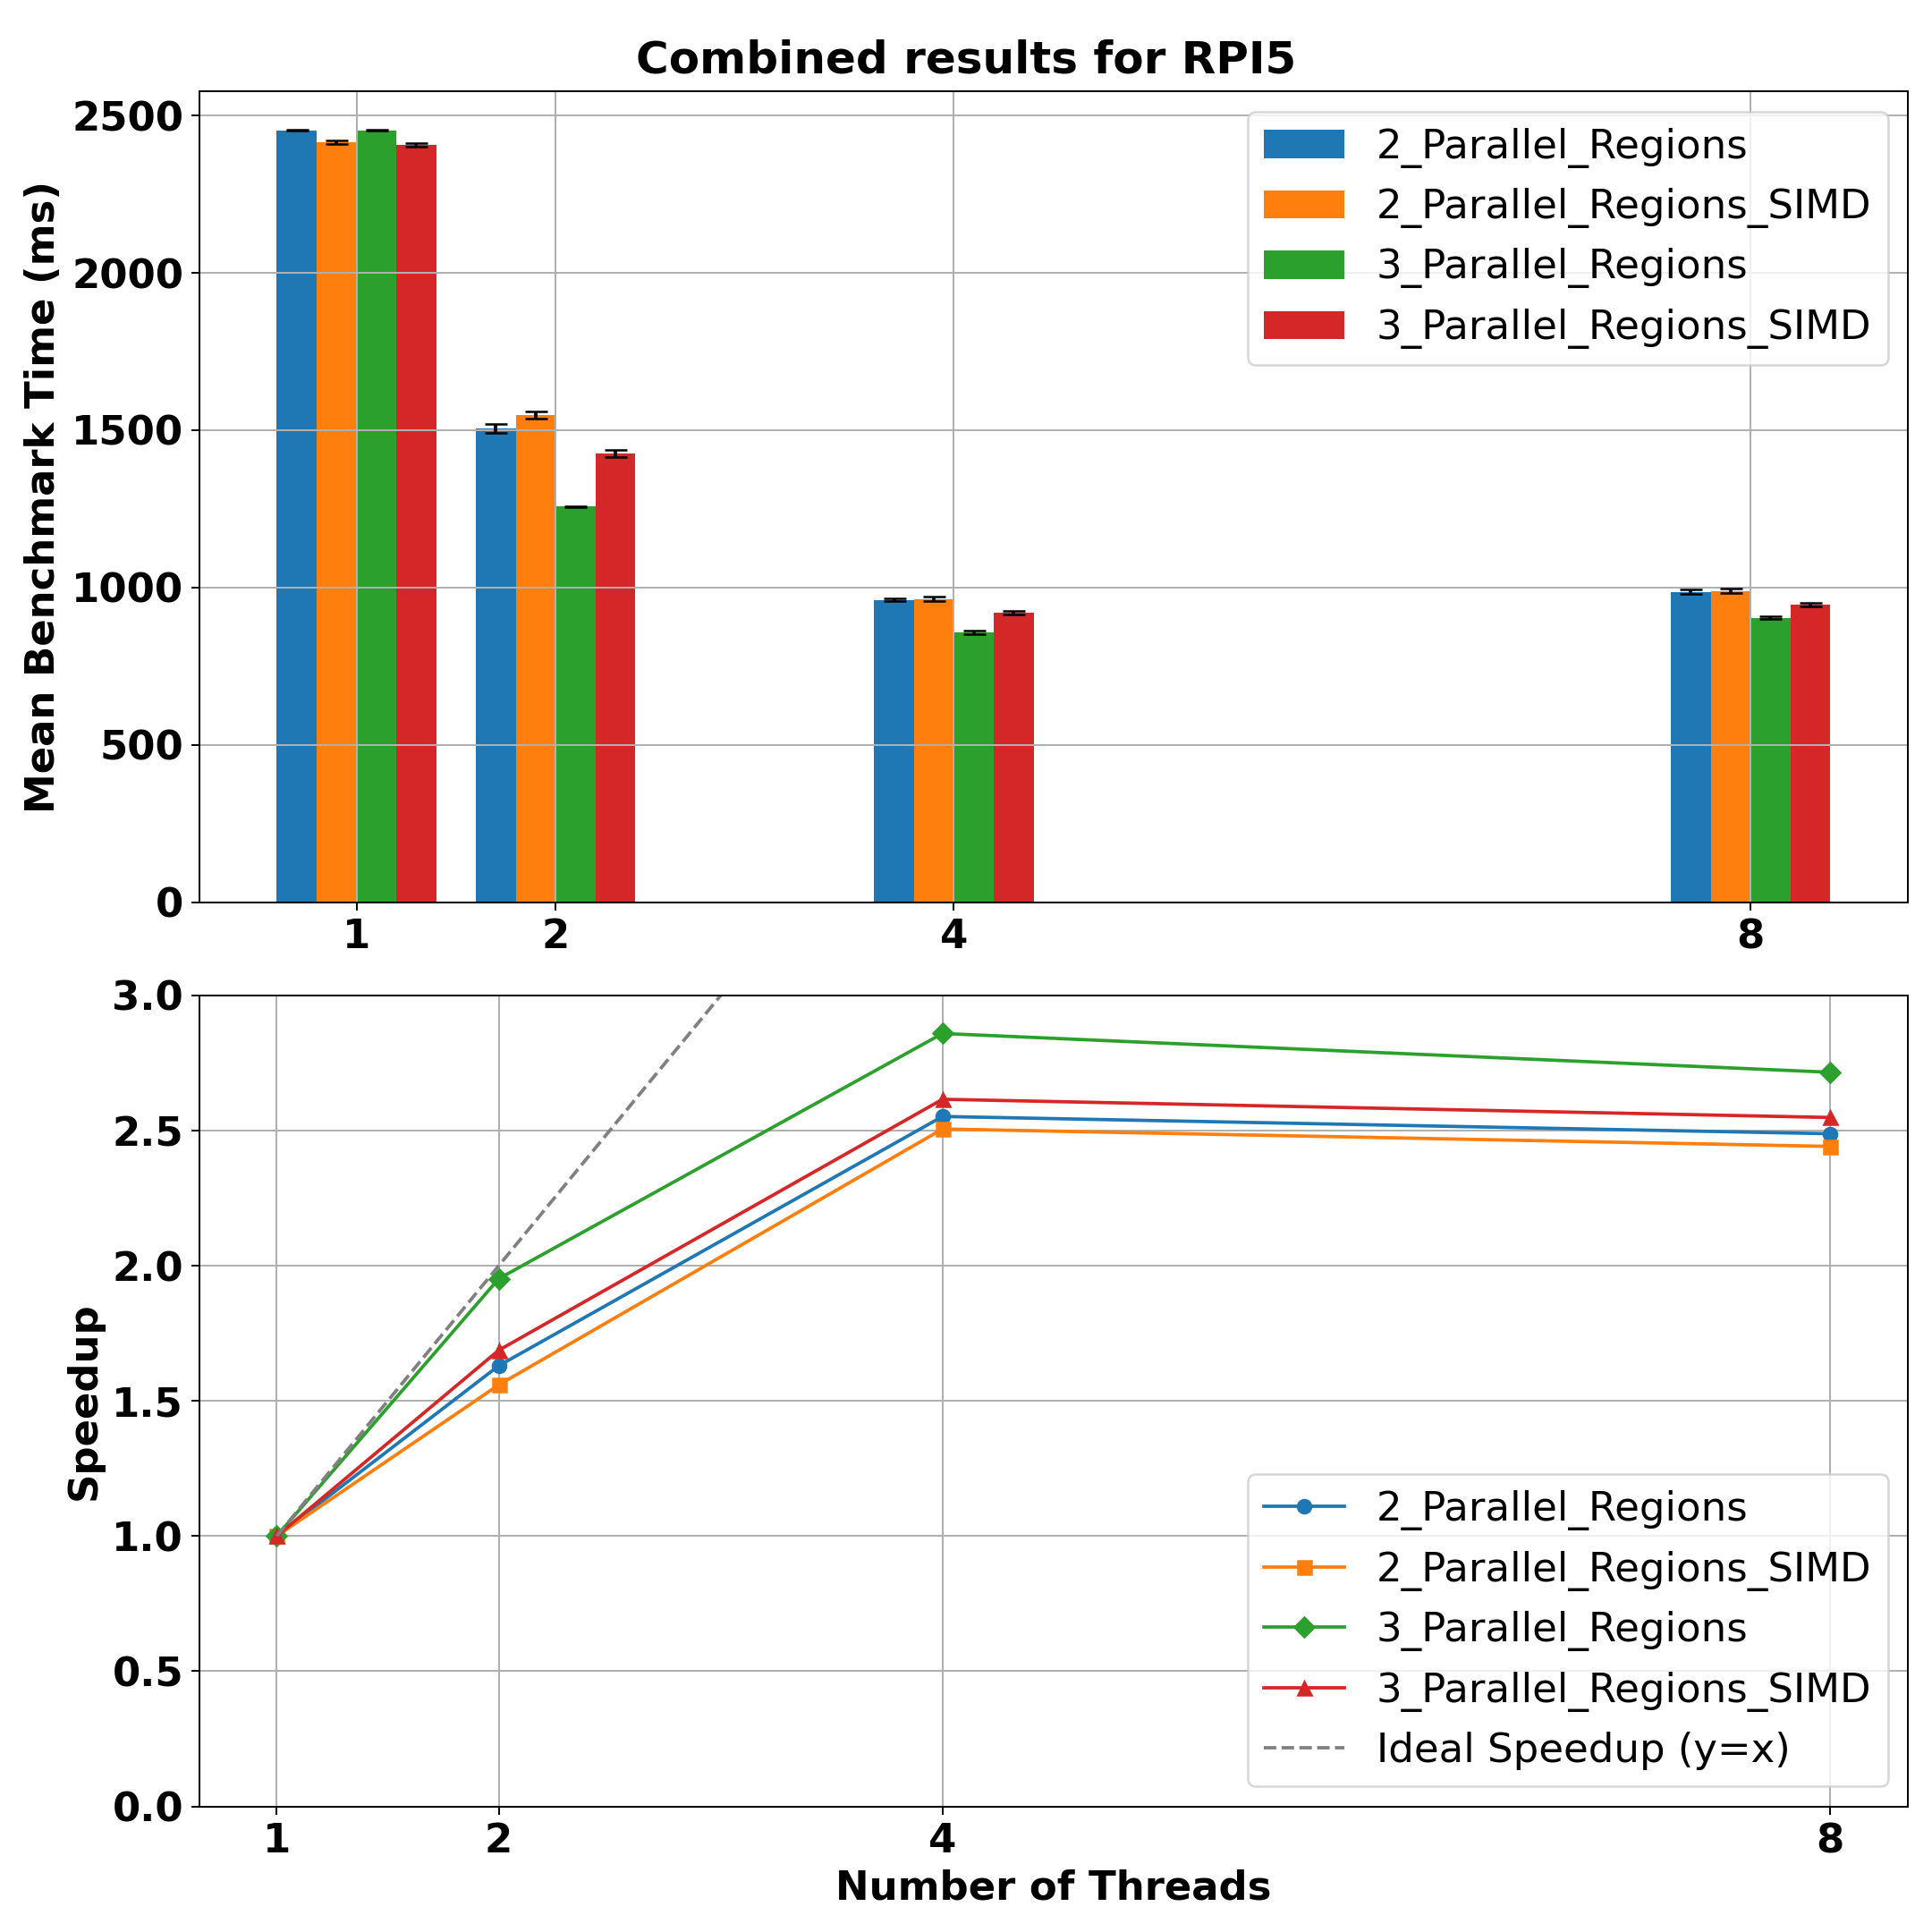 Combined results for RPI5
Mean Benchmark Time (ms)
2500
2000
1500
1000
500
0
2_Parallel_Regions
2_Parallel_Regions_SIMD
3_Parallel_Regions
3_Parallel_Regions_SIMD
1 2 4 8
Speedup
3.0
2.5
2.0
1.5
1.0
0.5
0.0
2_Parallel_Regions
2_Parallel_Regions_SIMD
3_Parallel_Regions
3_Parallel_Regions_SIMD
Ideal Speedup (y=x)
1 2 4 8
Number of Threads